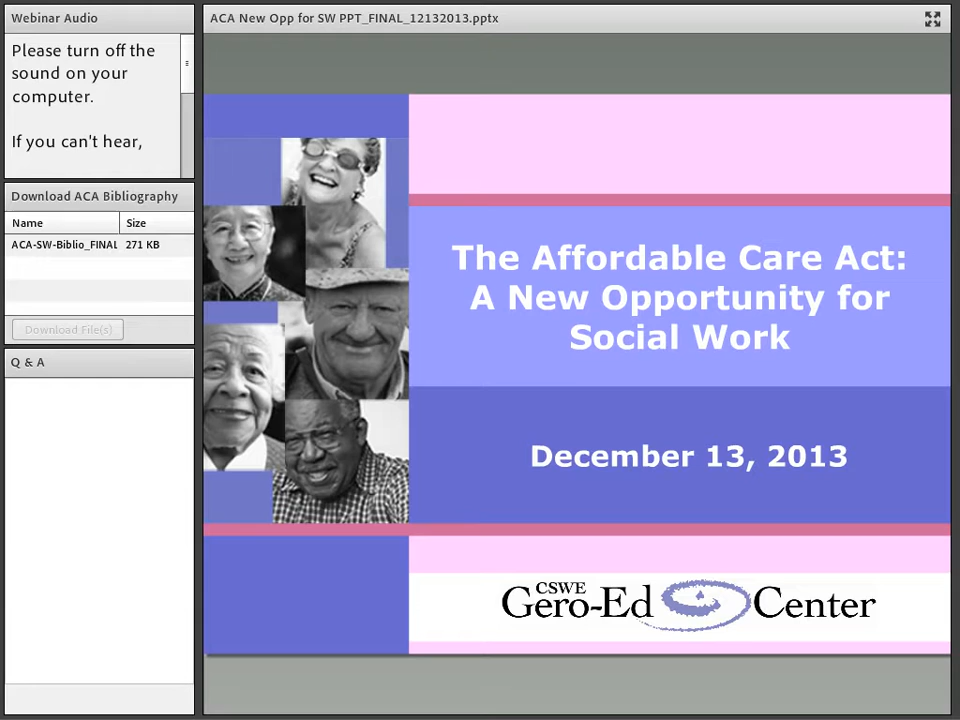 Webinar Audio
Please turn off the
sound on your
computer.
If you can't hear,
Download ACA Bibliography
Name Size
ACA-SW-Biblio_FINAL 271 KB
Download File(s)
Q & A
ACA New Opp for SW PPT_FINAL_12132013.pptx
The Affordable Care Act:
A New Opportunity for
Social Work
December 13, 2013
CSWE
Gero-Ed Center